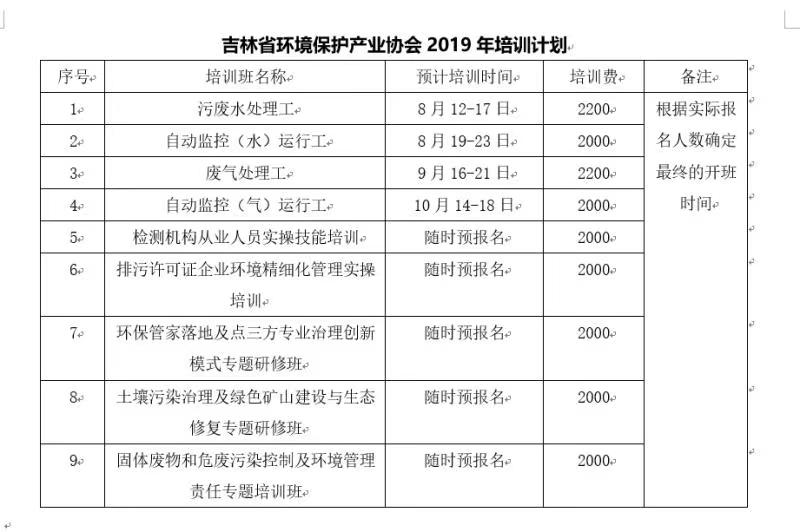 吉林省环境保护产业协会 2019 年培训计划
序号 培训班名称 预计培训时间 培训费 备注
1 污废水处理工 8 月 12-17 日 2200 根据实际报
2 自动监控（水）运行工 8 月 19-23 日 2000 名人数确定
3 废气处理工 9 月 16-21 日 2200 最终的开班
4 自动监控（气）运行工 10 月 14-18 日 2000 时间
5 检测机构从业人员实操技能培训 随时预报名 2000
6 排污许可证企业环境精细化管理实操 随时预报名 2000
培训
7 环保管家落地及点三方专业治理创新 随时预报名 2000
模式专题研修班
8 土壤污染治理及绿色矿山建设与生态 随时预报名 2000
修复专题研修班
9 固体废物和危废污染控制及环境管理 随时预报名 2000
责任专题培训班